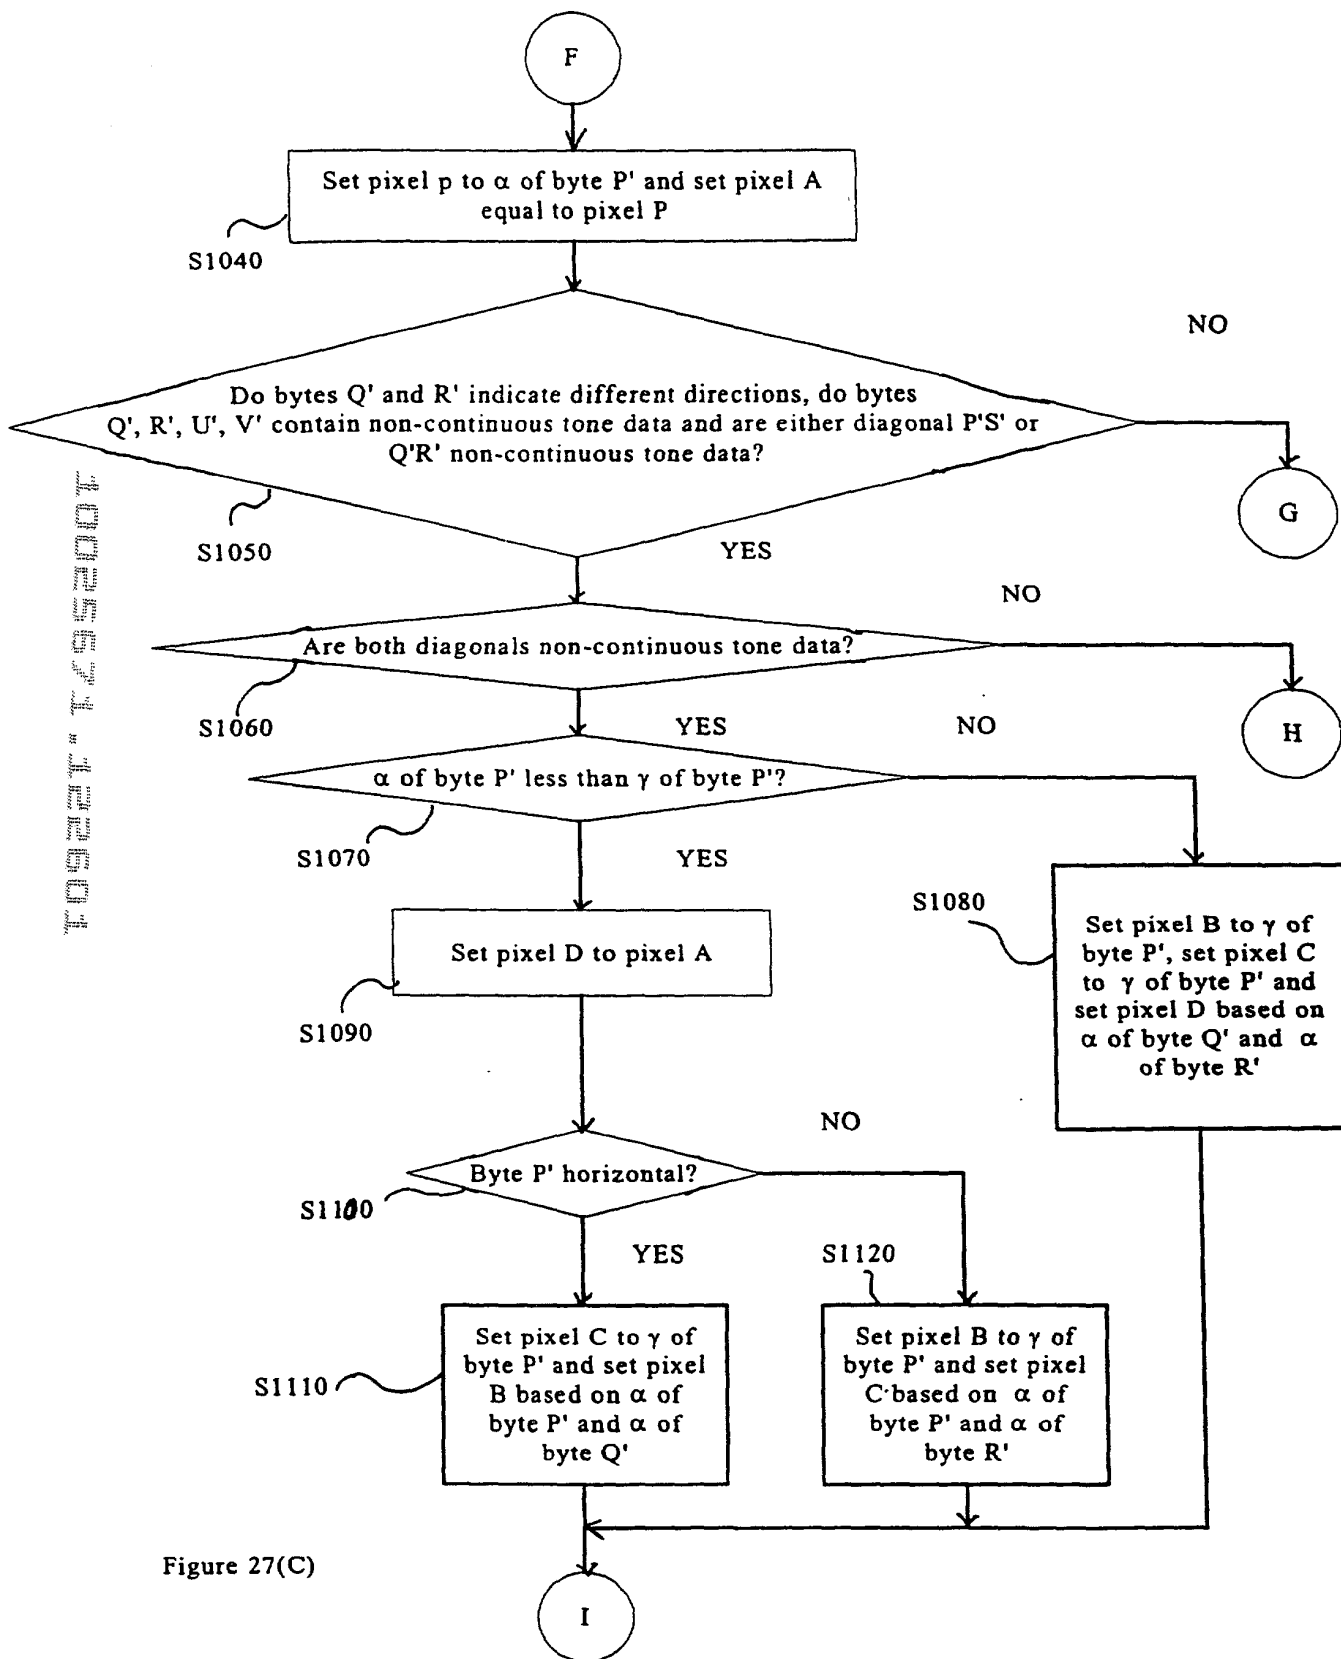 F
Set pixel p to α of byte P' and set pixel A
equal to pixel P
S1040
NO
Do bytes Q' and R' indicate different directions, do bytes
Q', R', U', V' contain non-continuous tone data and are either diagonal P'S' or
Q'R' non-continuous tone data?
G
S1050
YES
NO
Are both diagonals non-continuous tone data?
S1060
YES
NO
H
α of byte P' less than γ of byte P'?
S1070
YES
S1080
Set pixel B to γ of
byte P', set pixel C
to γ of byte P' and
set pixel D based on
α of byte Q' and α
of byte R'
Set pixel D to pixel A
S1090
NO
Byte P' horizontal?
S1100
YES
S1120
Set pixel C to γ of
byte P' and set pixel
B based on α of
byte P' and α of
byte Q'
S1110
Set pixel B to γ of
byte P' and set pixel
C based on α of
byte P' and α of
byte R'
Figure 27(C)
I
10025671.122601